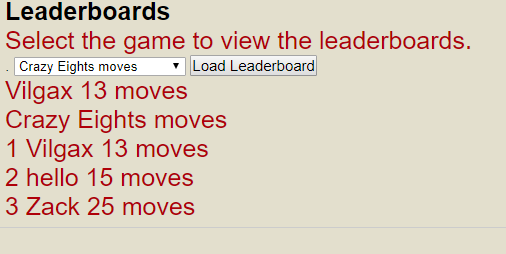 Leaderboards
Select the game to view the leaderboards.
. Crazy Eights moves Load Leaderboard
Vilgax 13 moves
Crazy Eights moves
1 Vilgax 13 moves
2 hello 15 moves
3 Zack 25 moves